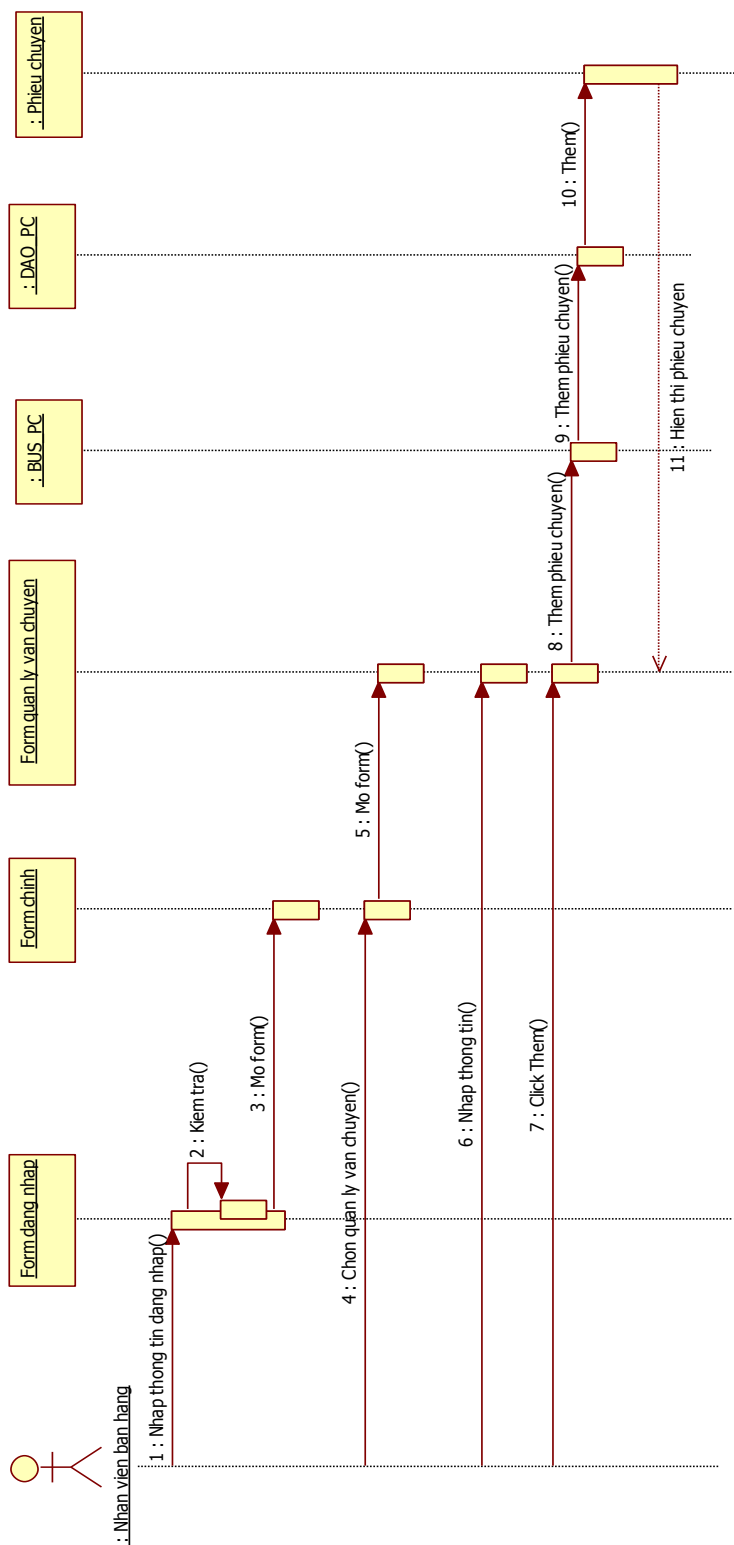 : Nhan vien ban hang
Form dang nhap
Form chinh
Form quan ly van chuyen
: BUS_PC
: DAO_PC
: Phieu chuyen
1 : Nhap thong tin dang nhap()
2 : Kiem tra()
3 : Mo form()
4 : Chon quan ly van chuyen()
5 : Mo form()
6 : Nhap thong tin()
7 : Click Them()
8 : Them phieu chuyen()
9 : Them phieu chuyen()
10 : Them()
11 : Hien thi phieu chuyen